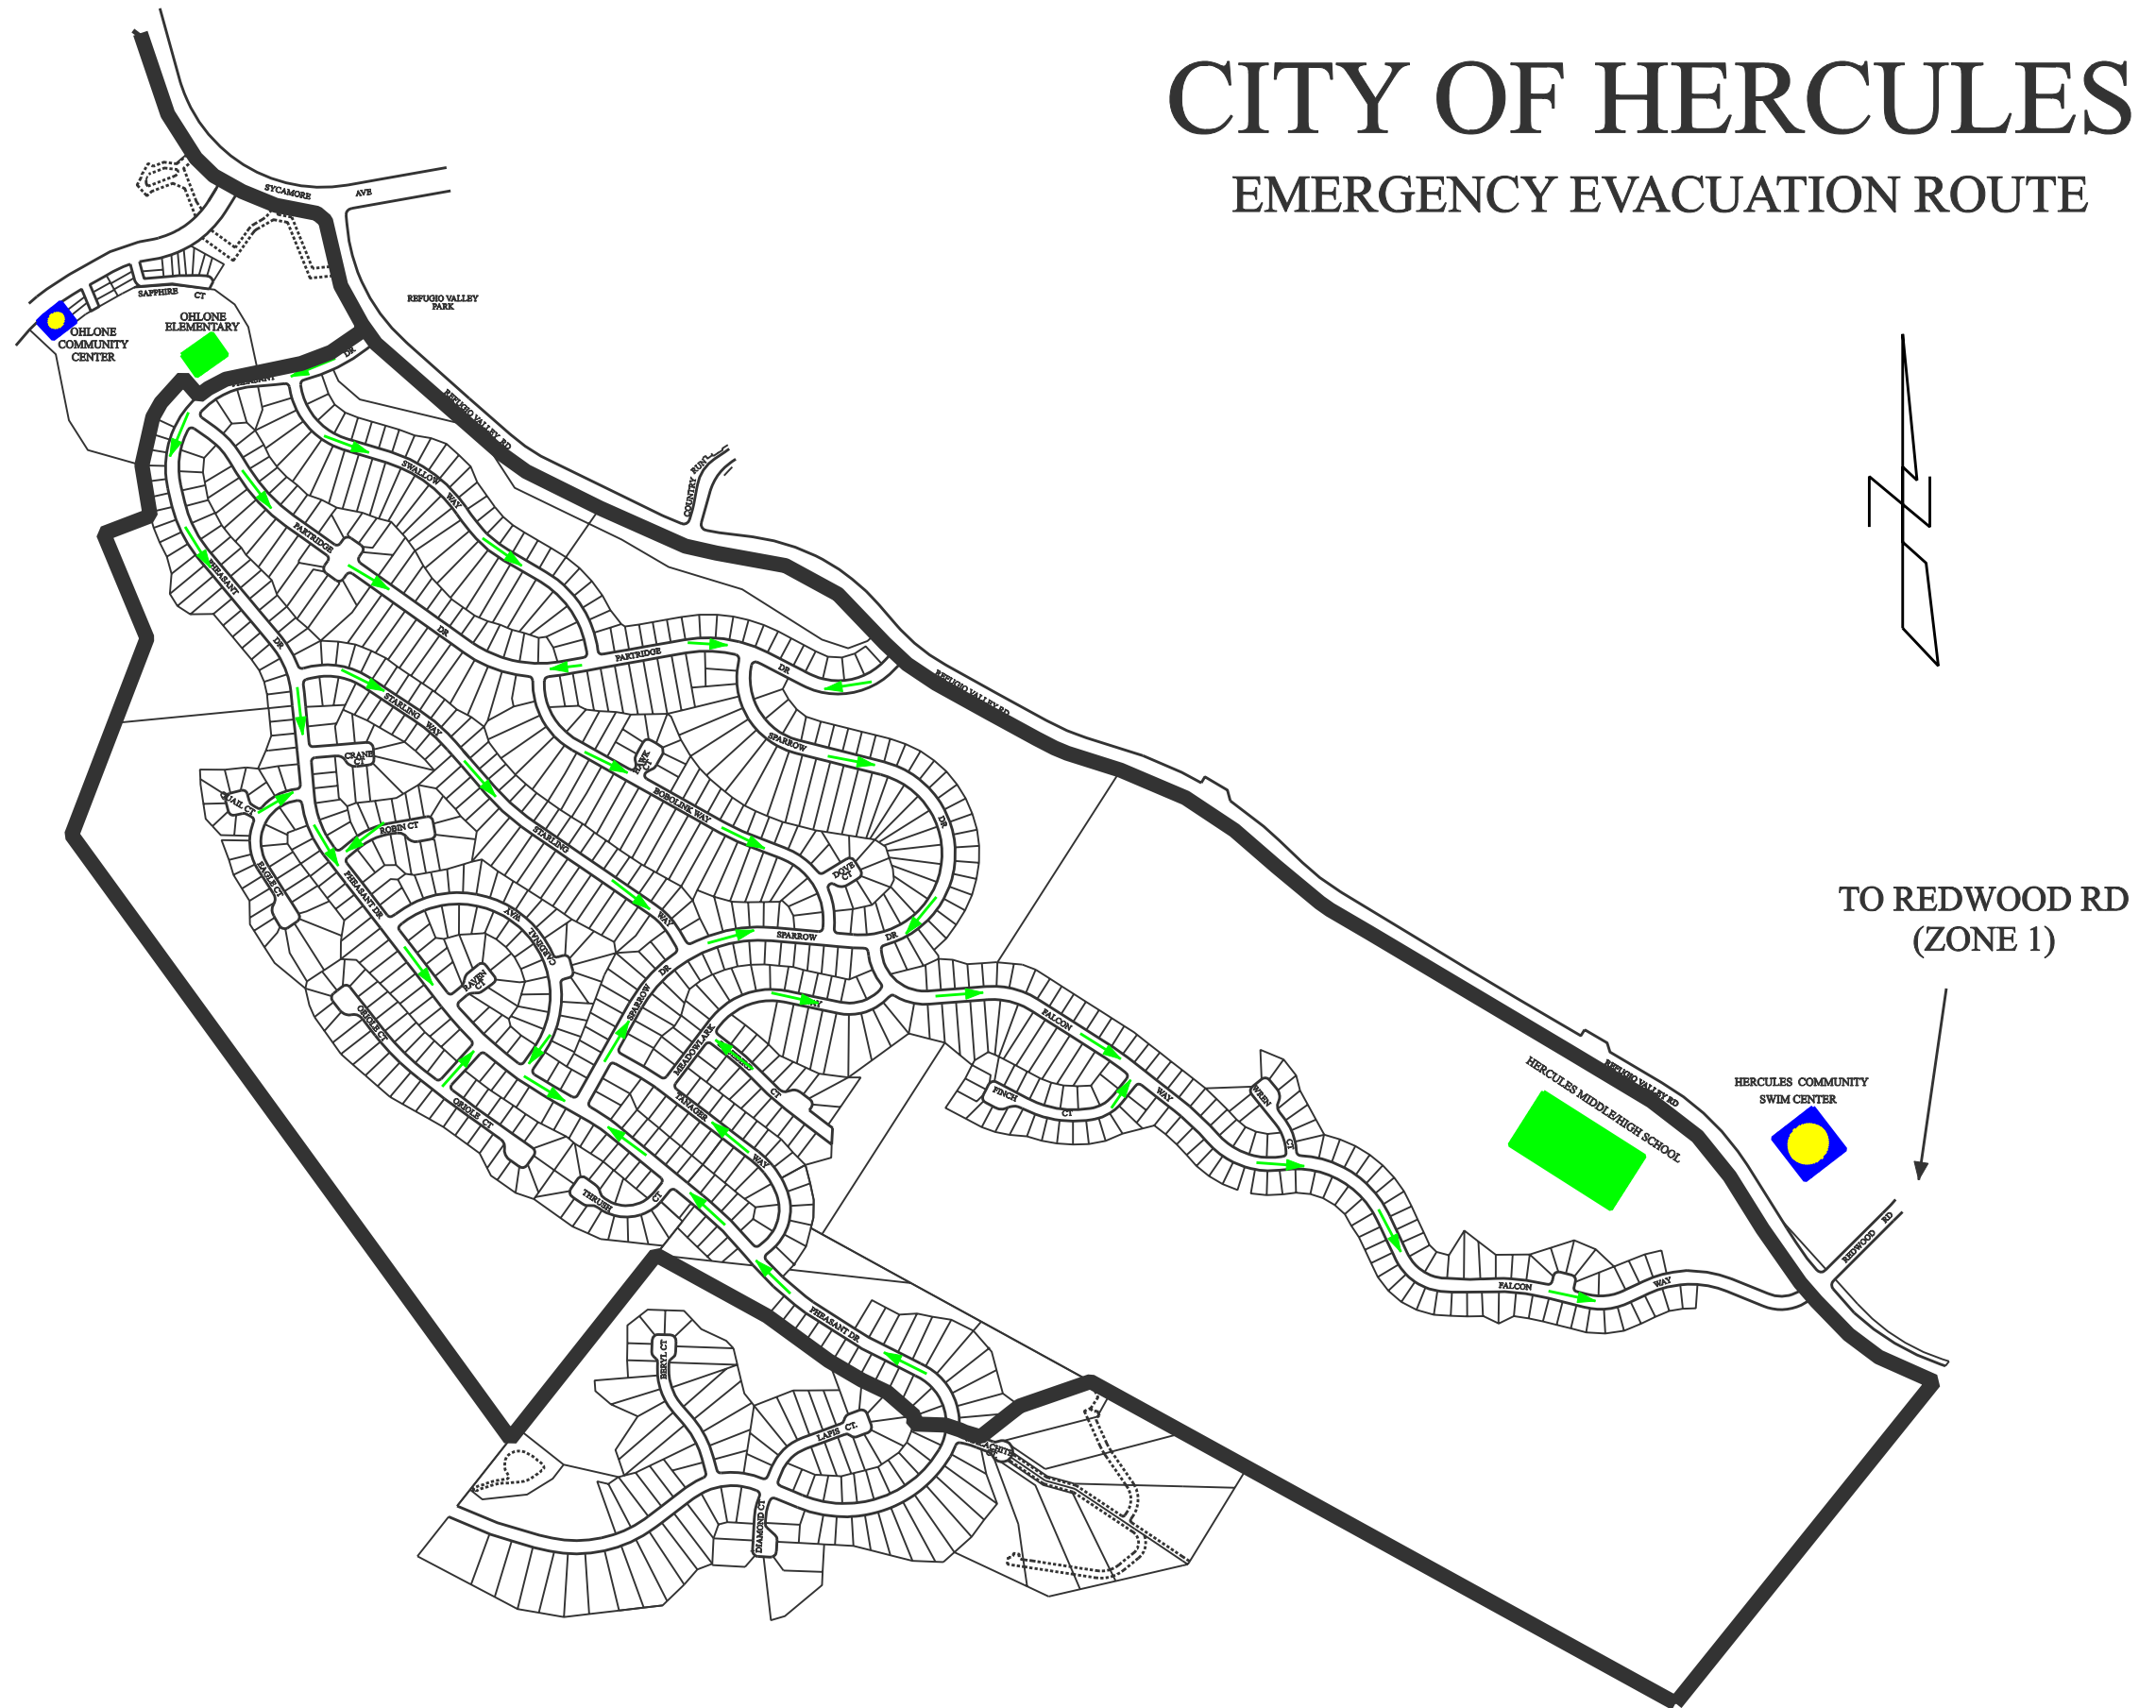 CITY OF HERCULES
EMERGENCY EVACUATION ROUTE
SYCAMORE
AVE
REFUGIO VALLEY
PARK
SAPPHIRE
CT
OHLONE
ELEMENTARY
OHLONE
COMMUNITY
CENTER
DR
REFUGIO VALLEY RD
COUNTRY RUN
SWALLOW
WAY
PARTRIDGE
PHEASANT
DR
DR
PARTRIDGE
DR
REFUGIO VALLEY RD
STARLING
WAY
SPARROW
HAWK
CT
CRANE
CT
QUAIL CT
BOBOLINK WAY
DR
ROBIN CT
STARLING
EAGLE CT
PHEASANT DR
DOVE
CT
WAY
WAY
CARDINAL
SPARROW
DR
TO REDWOOD RD
(ZONE 1)
RAVEN
CT
DR
SPARROW
ORIOLE CT
FALCON
MEADOWLARK
CT
TANAGER
WAY
ORIOLE CT
FINCH
CT
WAY
WREN
CT
HERCULES MIDDLE/HIGH SCHOOL
REFUGIO VALLEY RD
HERCULES COMMUNITY
SWIM CENTER
THRUSH
CT
REDWOOD RD
FALCON
WAY
PHEASANT DR
BERYL CT
LAPIS CT.
DIAMOND CT